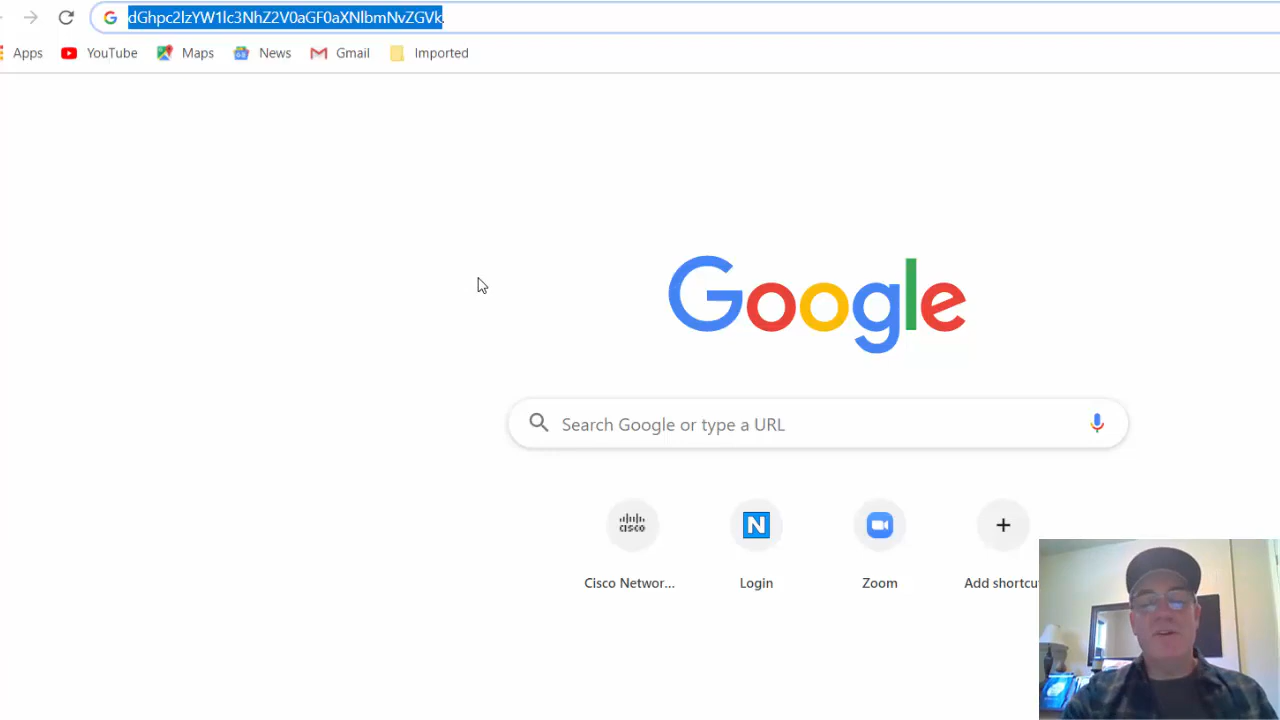 dGhpc2lzYW1lc3NhZ2V0aGF0aXNlbmNvZGVk
Apps YouTube Maps News Gmail Imported
Google
Search Google or type a URL
cisco N
Cisco Networ... Login Zoom Add shortcu